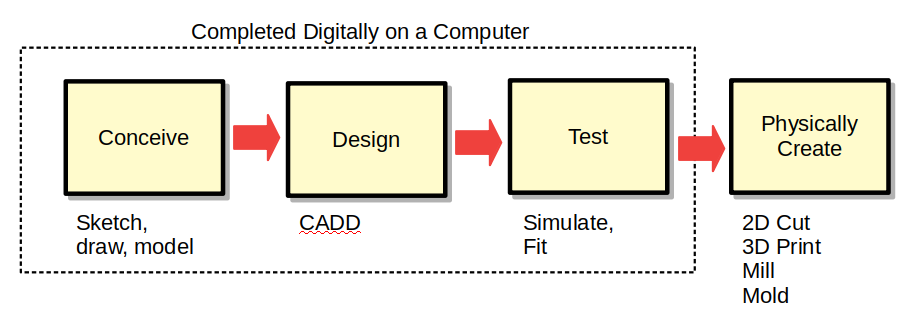 Completed Digitally on a Computer
Conceive
Design
Test
Physically
Create
Sketch,
draw, model
CADD
Simulate,
Fit
2D Cut
3D Print
Mill
Mold